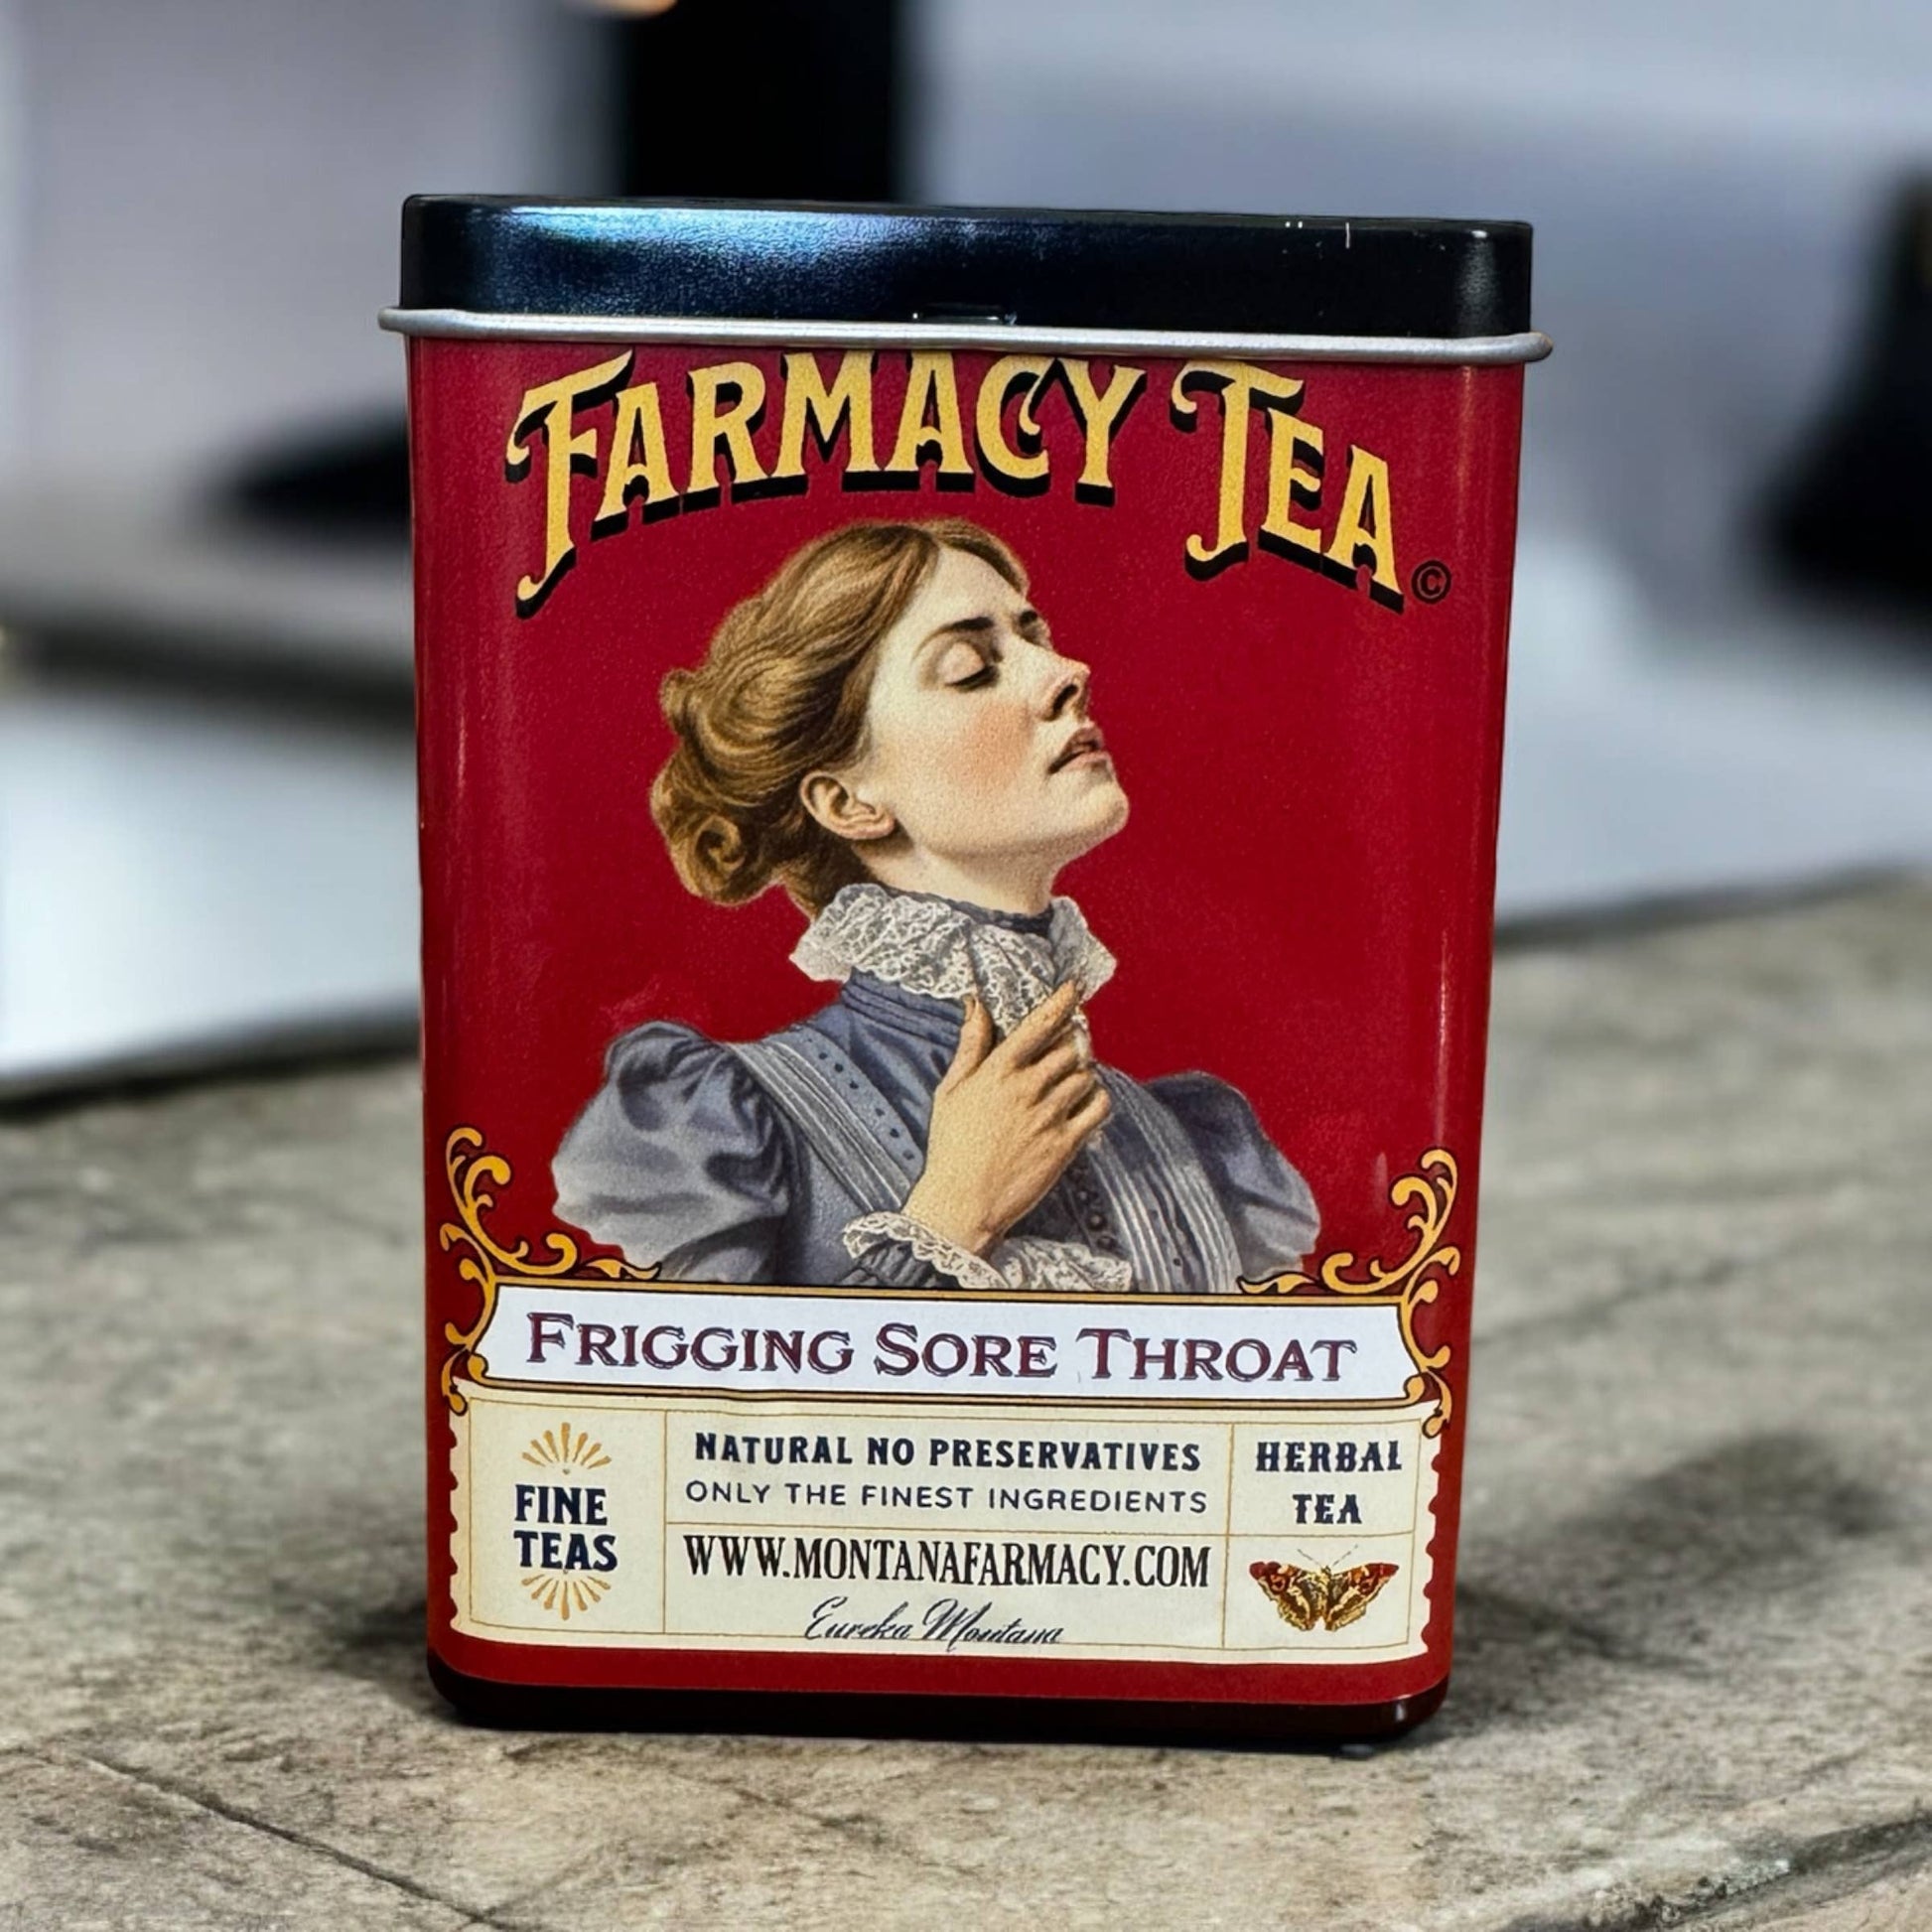 FARMACY TEA ©
FRIGGING SORE THROAT
FINE
TEAS
NATURAL NO PRESERVATIVES
ONLY THE FINEST INGREDIENTS
WWW.MONTANAFARMACY.COM
Eureka Montana
HERBAL
TEA